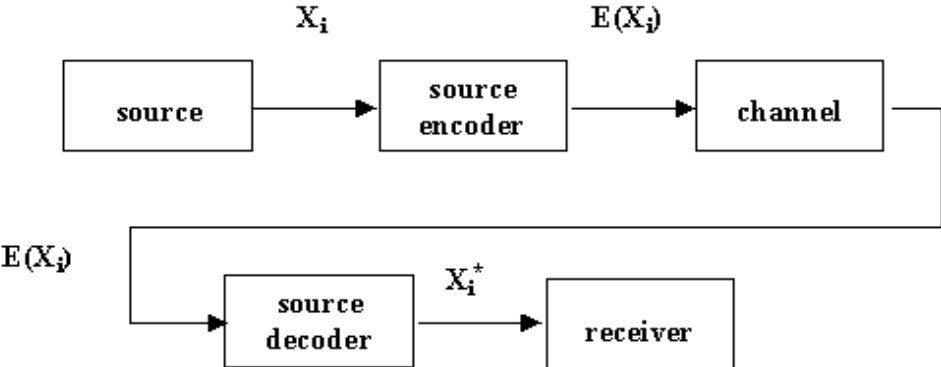 Xᵢ E(Xᵢ)
source
source
encoder
channel
E(Xᵢ)
source
decoder
Xᵢ*
receiver